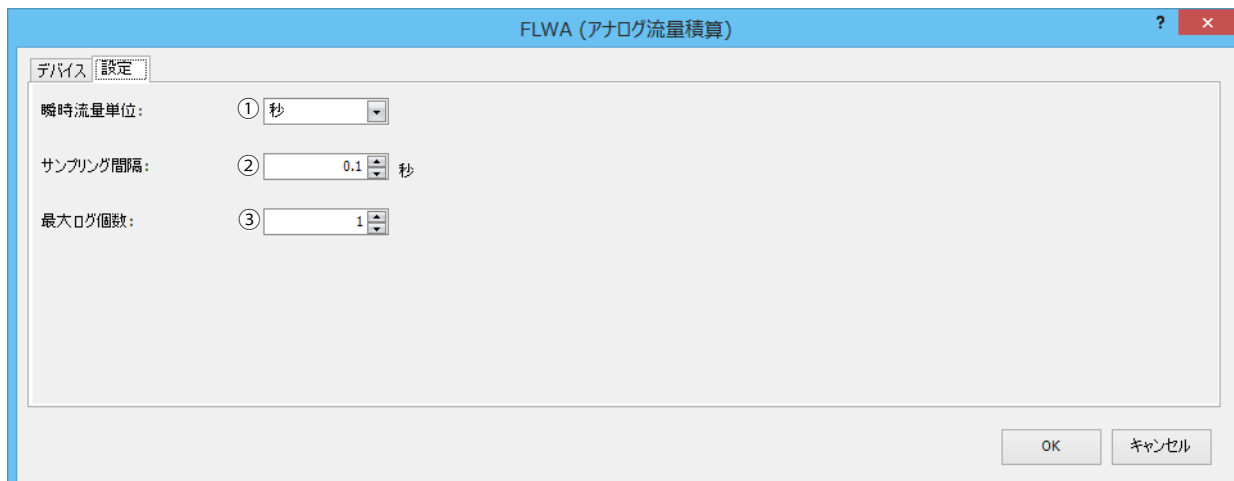 FLWA (アナログ流量積算)
? ×
デバイス 設定
瞬時流量単位: ① 秒
サンプリング間隔: ② 0.1 秒
最大ログ個数: ③ 1
OK キャンセル